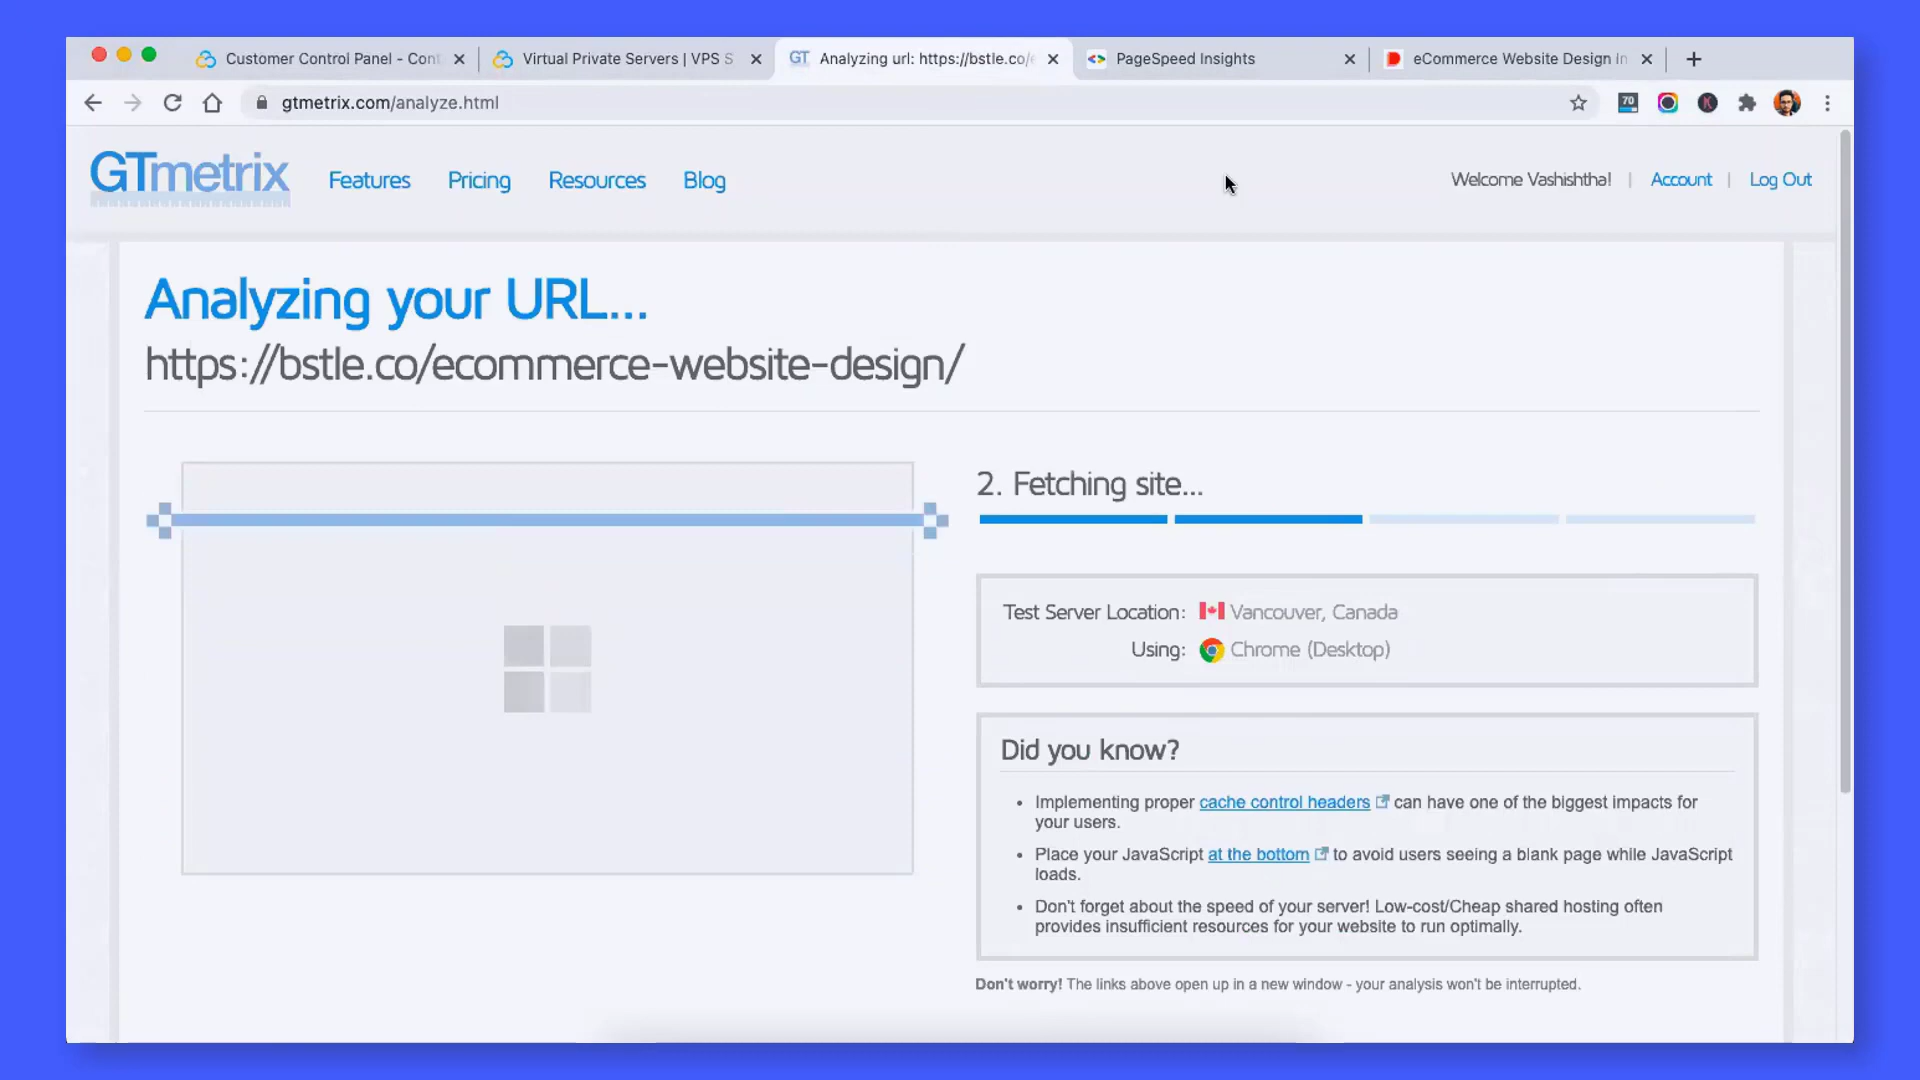 Customer Control Panel - Cont
Virtual Private Servers | VPS S
GT Analyzing url: https://bstle.co/e
PageSpeed Insights
eCommerce Website Design In
gtmetrix.com/analyze.html
70
K
GTmetrix
Features
Pricing
Resources
Blog
Welcome Vashishtha! | Account | Log Out
Analyzing your URL...
https://bstle.co/ecommerce-website-design/
2. Fetching site...
Test Server Location: Vancouver, Canada
Using: Chrome (Desktop)
Did you know?
• Implementing proper cache control headers can have one of the biggest impacts for
your users.
• Place your JavaScript at the bottom to avoid users seeing a blank page while JavaScript
loads.
• Don't forget about the speed of your server! Low-cost/Cheap shared hosting often
provides insufficient resources for your website to run optimally.
Don't worry! The links above open up in a new window - your analysis won't be interrupted.